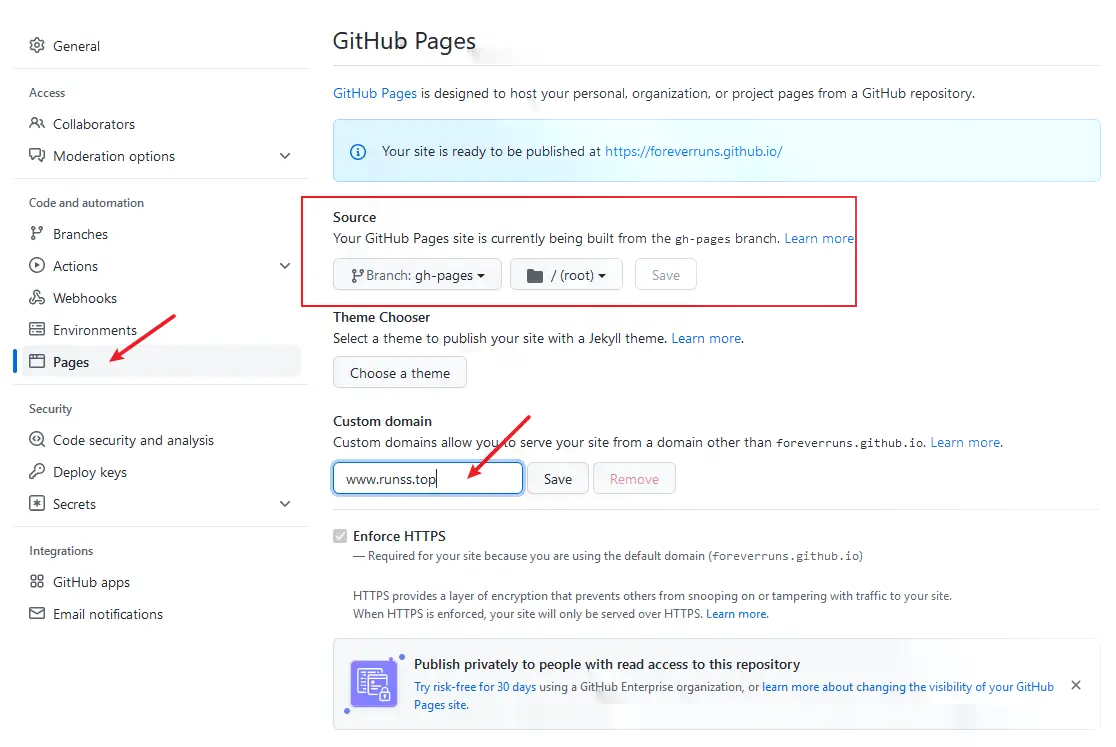 General
Access
Collaborators
Moderation options
Code and automation
Branches
Actions
Webhooks
Environments
Pages
Security
Code security and analysis
Deploy keys
Secrets
Integrations
GitHub apps
Email notifications
GitHub Pages
GitHub Pages is designed to host your personal, organization, or project pages from a GitHub repository.
Your site is ready to be published at https://foreverruns.github.io/
Source
Your GitHub Pages site is currently being built from the gh-pages branch. Learn more
Branch: gh-pages / (root) Save
Theme Chooser
Select a theme to publish your site with a Jekyll theme. Learn more.
Choose a theme
Custom domain
Custom domains allow you to serve your site from a domain other than foreverruns.github.io. Learn more.
www.runss.top Save Remove
Enforce HTTPS
— Required for your site because you are using the default domain (foreverruns.github.io)
HTTPS provides a layer of encryption that prevents others from snooping on or tampering with traffic to your site.
When HTTPS is enforced, your site will only be served over HTTPS. Learn more.
Publish privately to people with read access to this repository
Try risk-free for 30 days using a GitHub Enterprise organization, or learn more about changing the visibility of your GitHub
Pages site.